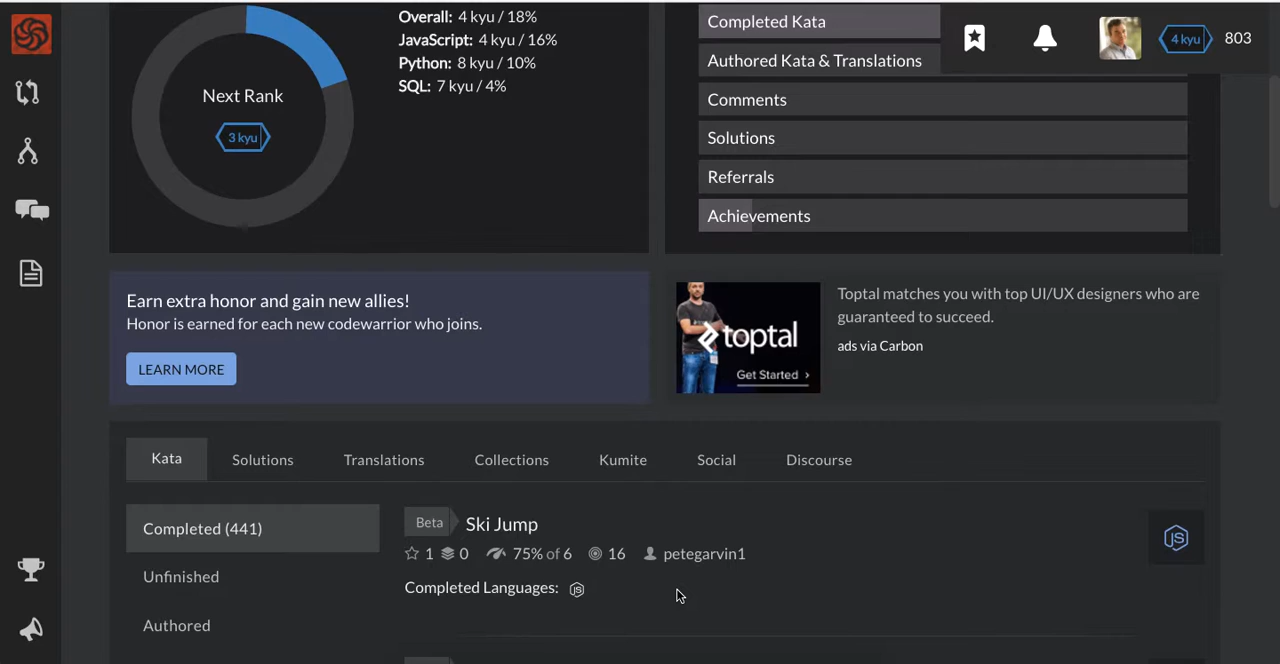 Overall: 4 kyu / 18%
JavaScript: 4 kyu / 16%
Python: 8 kyu / 10%
SQL: 7 kyu / 4%
Next Rank
3 kyu
Completed Kata
Authored Kata & Translations
Comments
Solutions
Referrals
Achievements
4 kyu
803
Earn extra honor and gain new allies!
Honor is earned for each new codewarrior who joins.
LEARN MORE
toptal
Get Started ›
Toptal matches you with top UI/UX designers who are
guaranteed to succeed.
ads via Carbon
Kata
Solutions
Translations
Collections
Kumite
Social
Discourse
Completed (441)
Unfinished
Authored
Beta
Ski Jump
1 0 75% of 6 16 petegarvin1
Completed Languages:
JS